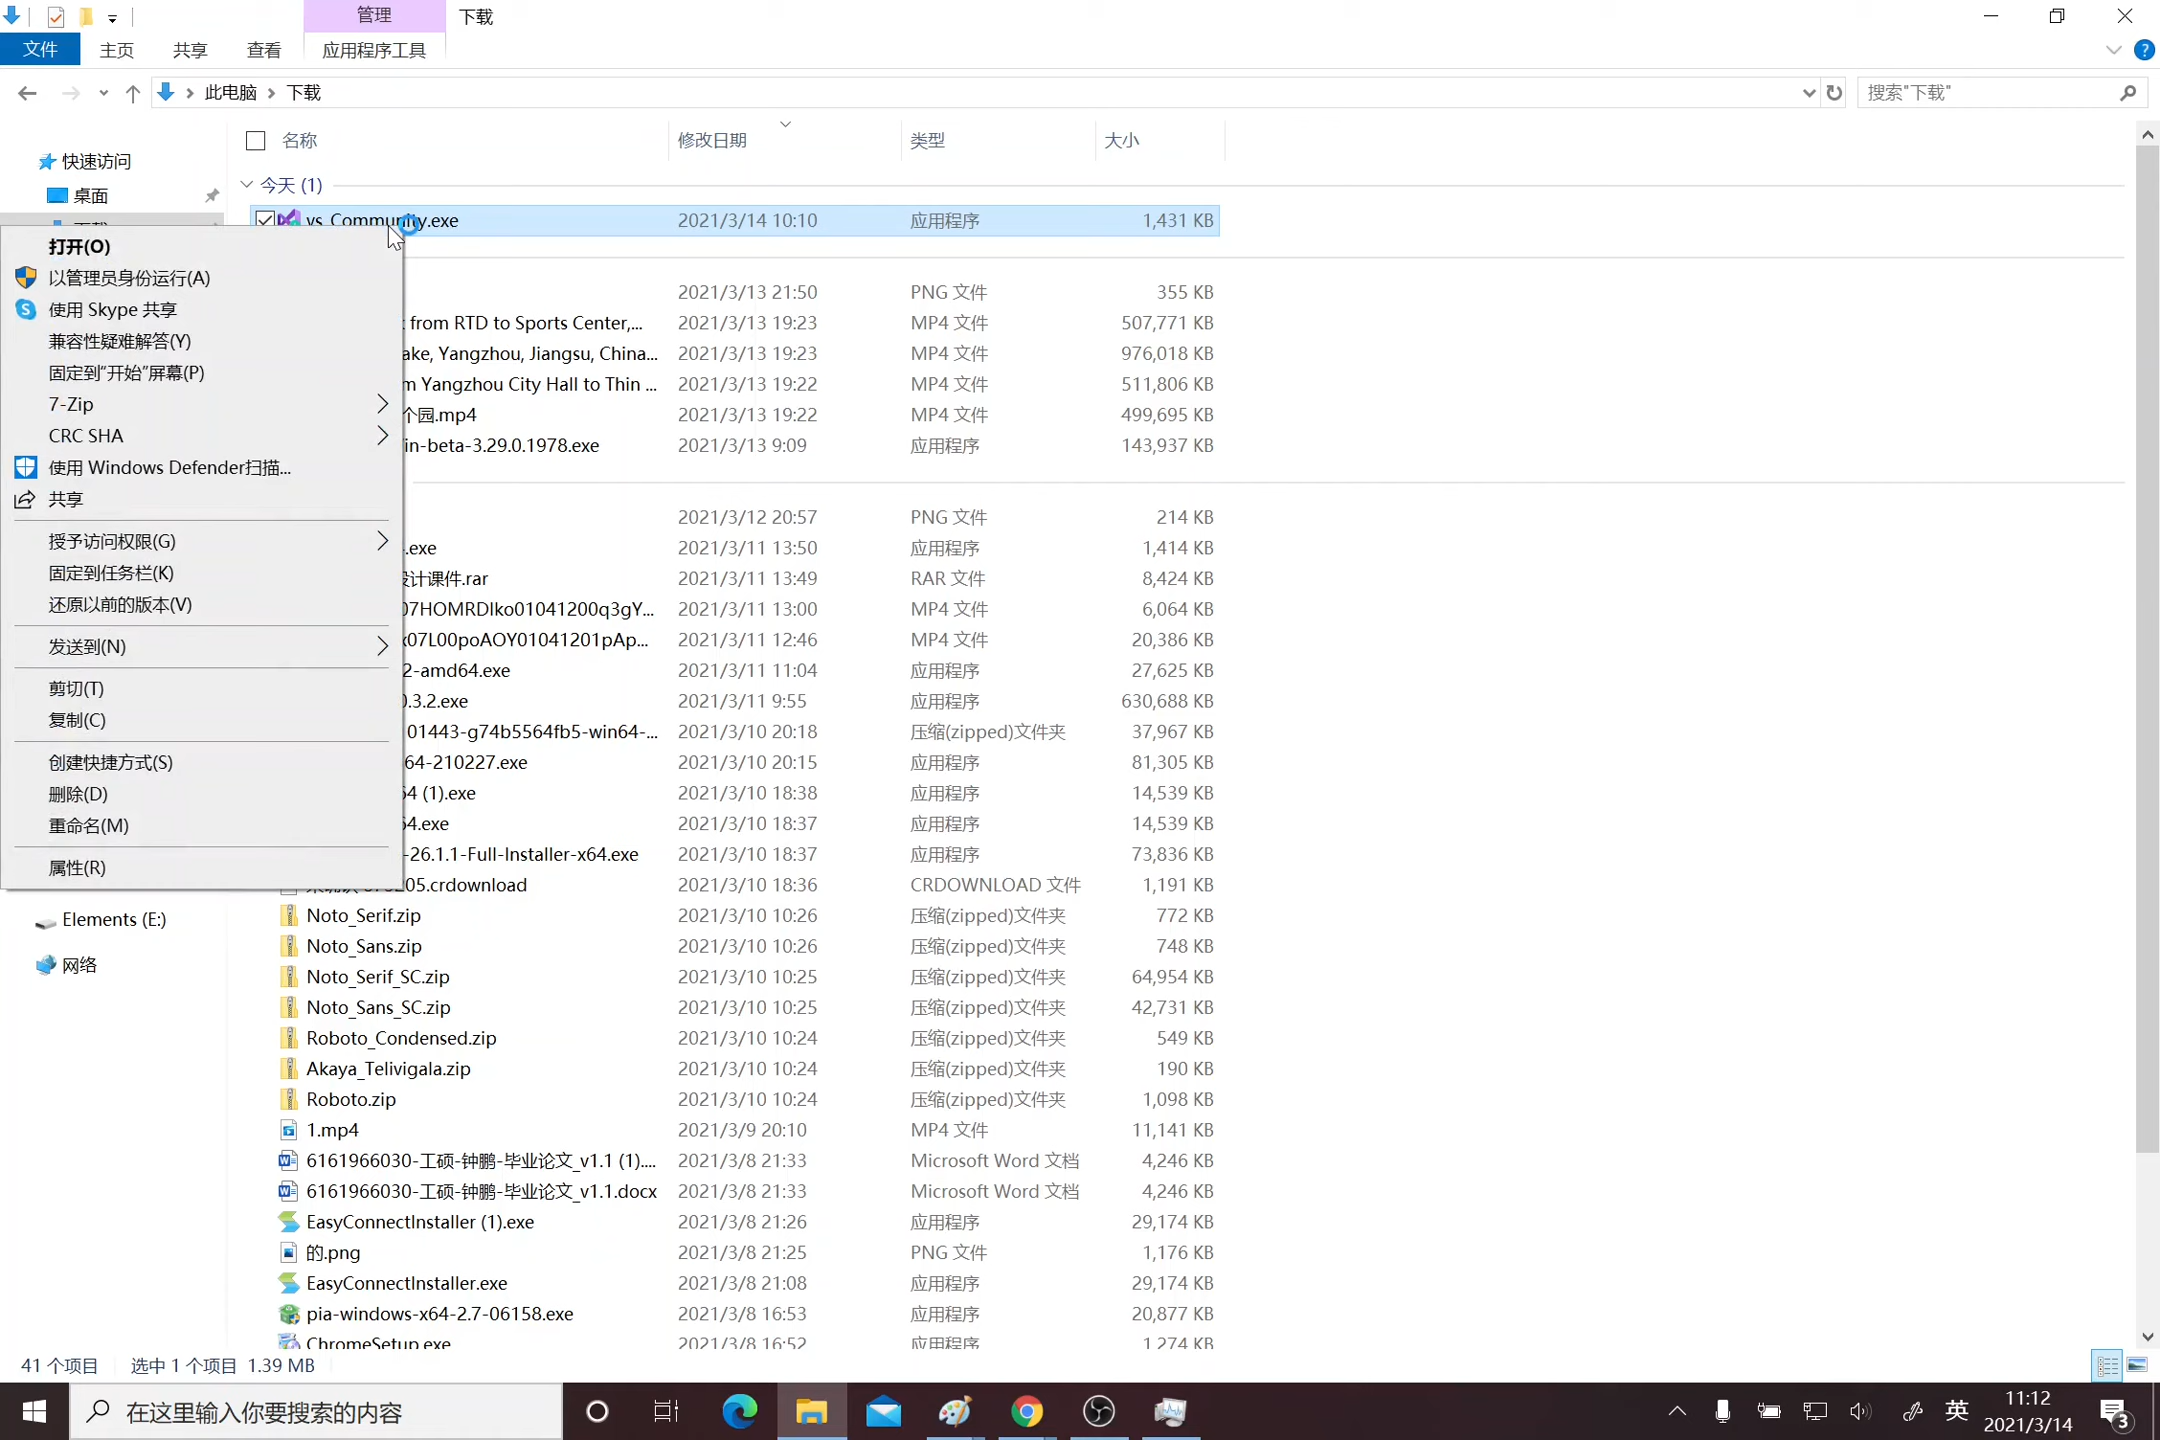 管理
下载
文件
主页
共享
查看
应用程序工具
此电脑
下载
搜索"下载"
名称
修改日期
类型
大小
快速访问
桌面
今天 (1)
vs_Community.exe 2021/3/14 10:10 应用程序 1,431 KB
打开(O)
以管理员身份运行(A)
使用 Skype 共享
兼容性疑难解答(Y)
固定到"开始"屏幕(P)
7-Zip
CRC SHA
使用 Windows Defender扫描...
共享
授予访问权限(G)
固定到任务栏(K)
还原以前的版本(V)
发送到(N)
剪切(T)
复制(C)
创建快捷方式(S)
删除(D)
重命名(M)
属性(R)
2021/3/13 21:50 PNG 文件 355 KB
from RTD to Sports Center,... 2021/3/13 19:23 MP4 文件 507,771 KB
ake, Yangzhou, Jiangsu, China... 2021/3/13 19:23 MP4 文件 976,018 KB
m Yangzhou City Hall to Thin ... 2021/3/13 19:22 MP4 文件 511,806 KB
个园.mp4 2021/3/13 19:22 MP4 文件 499,695 KB
in-beta-3.29.0.1978.exe 2021/3/13 9:09 应用程序 143,937 KB
2021/3/12 20:57 PNG 文件 214 KB
.exe 2021/3/11 13:50 应用程序 1,414 KB
设计课件.rar 2021/3/11 13:49 RAR 文件 8,424 KB
07HOMRDlko01041200q3gY... 2021/3/11 13:00 MP4 文件 6,064 KB
x07L00poAOY01041201pAp... 2021/3/11 12:46 MP4 文件 20,386 KB
2-amd64.exe 2021/3/11 11:04 应用程序 27,625 KB
0.3.2.exe 2021/3/11 9:55 应用程序 630,688 KB
01443-g74b5564fb5-win64-... 2021/3/10 20:18 压缩(zipped)文件夹 37,967 KB
64-210227.exe 2021/3/10 20:15 应用程序 81,305 KB
64 (1).exe 2021/3/10 18:38 应用程序 14,539 KB
64.exe 2021/3/10 18:37 应用程序 14,539 KB
-26.1.1-Full-Installer-x64.exe 2021/3/10 18:37 应用程序 73,836 KB
205.crdownload 2021/3/10 18:36 CRDOWNLOAD 文件 1,191 KB
Elements (E:)
网络
Noto_Serif.zip 2021/3/10 10:26 压缩(zipped)文件夹 772 KB
Noto_Sans.zip 2021/3/10 10:26 压缩(zipped)文件夹 748 KB
Noto_Serif_SC.zip 2021/3/10 10:25 压缩(zipped)文件夹 64,954 KB
Noto_Sans_SC.zip 2021/3/10 10:25 压缩(zipped)文件夹 42,731 KB
Roboto_Condensed.zip 2021/3/10 10:24 压缩(zipped)文件夹 549 KB
Akaya_Telivigala.zip 2021/3/10 10:24 压缩(zipped)文件夹 190 KB
Roboto.zip 2021/3/10 10:24 压缩(zipped)文件夹 1,098 KB
1.mp4 2021/3/9 20:10 MP4 文件 11,141 KB
6161966030-工硕-钟鹏-毕业论文_v1.1 (1).... 2021/3/8 21:33 Microsoft Word 文档 4,246 KB
6161966030-工硕-钟鹏-毕业论文_v1.1.docx 2021/3/8 21:33 Microsoft Word 文档 4,246 KB
EasyConnectInstaller (1).exe 2021/3/8 21:26 应用程序 29,174 KB
的.png 2021/3/8 21:25 PNG 文件 1,176 KB
EasyConnectInstaller.exe 2021/3/8 21:08 应用程序 29,174 KB
pia-windows-x64-2.7-06158.exe 2021/3/8 16:53 应用程序 20,877 KB
ChromeSetup.exe 2021/3/8 16:52 应用程序 1,274 KB
41 个项目 选中 1 个项目 1.39 MB
在这里输入你要搜索的内容
英
11:12
2021/3/14
3